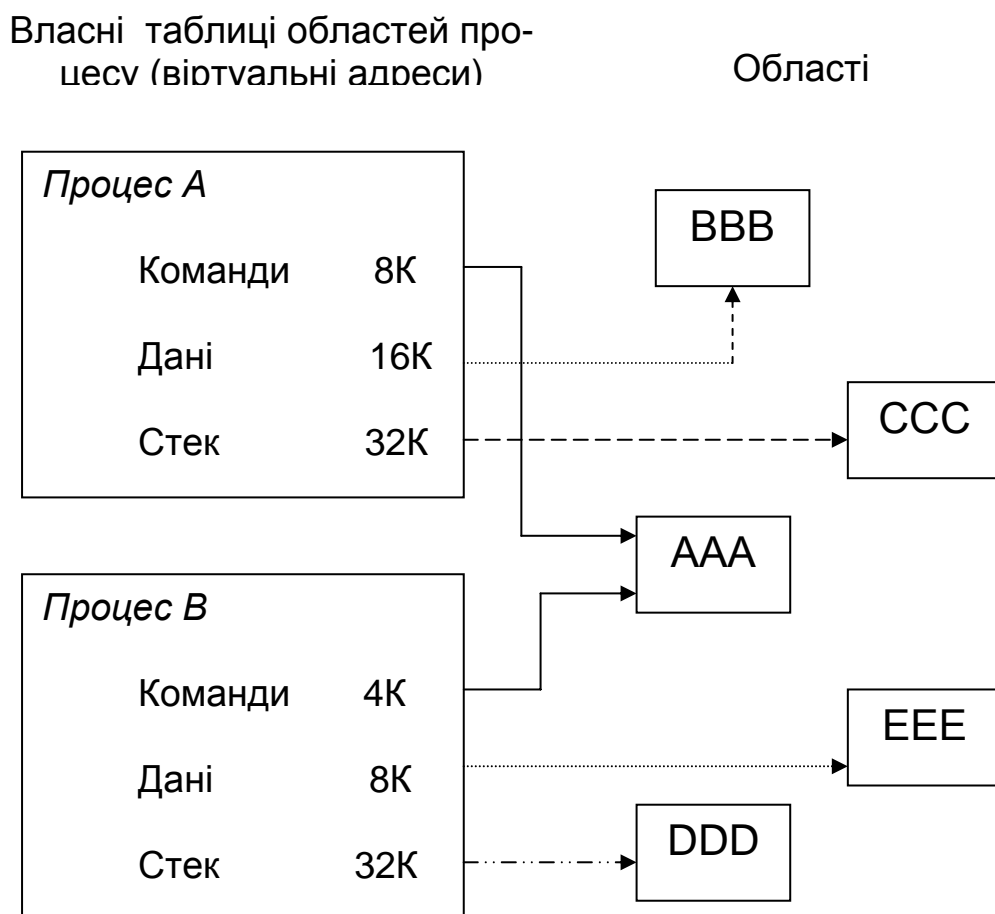 Власні таблиці областей про-
цесу (віртуальні адреси)
Області
Процес А
Команди 8К
Дані 16К
Стек 32К
BBB
CCC
AAA
Процес В
Команди 4К
Дані 8К
Стек 32К
EEE
DDD